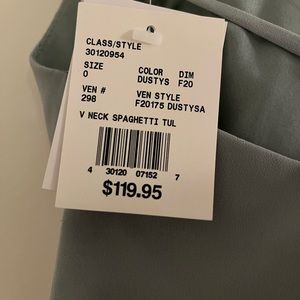 CLASS/STYLE
30120954
SIZE COLOR DIM
0 DUSTYS F20
VEN # VEN STYLE
298 F20175 DUSTYSA
V NECK SPAGHETTI TUL
4 30120 07152 7
$119.95